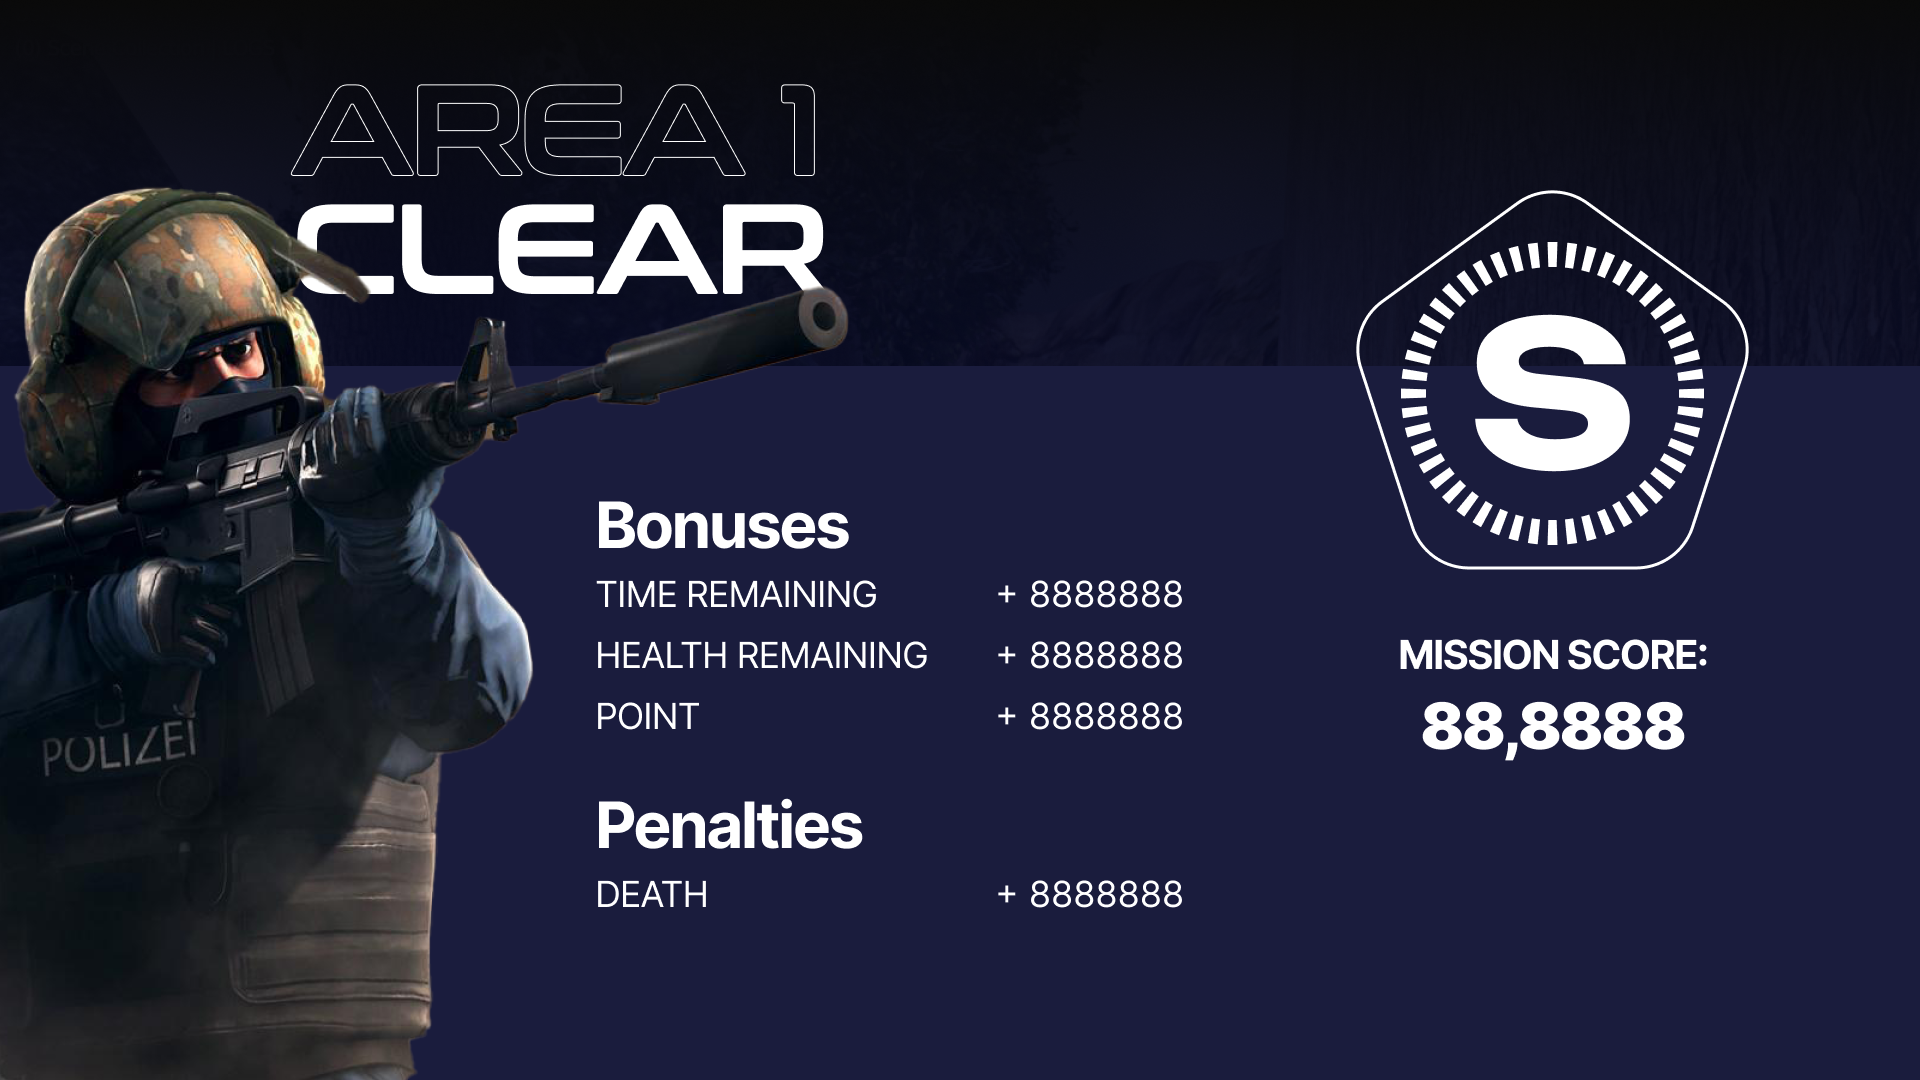 AREA 1
CLEAR
S
Bonuses
TIME REMAINING + 8888888
HEALTH REMAINING + 8888888
POINT + 8888888
Penalties
DEATH + 8888888
MISSION SCORE:
88,8888
POLIZEI